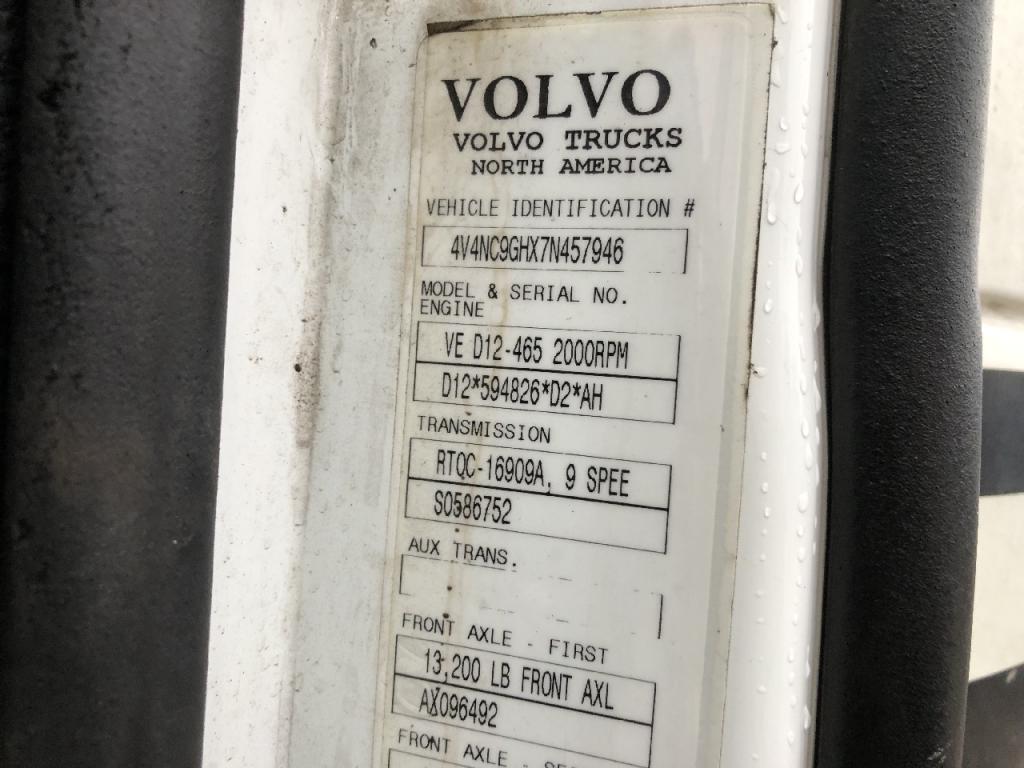 VOLVO
VOLVO TRUCKS
NORTH AMERICA
VEHICLE IDENTIFICATION #
4V4NC9GHX7N457946
MODEL & SERIAL NO.
ENGINE
VE D12-465 2000RPM
D12*594826*D2*AH
TRANSMISSION
RTQC-16909A, 9 SPEE
S0586752
AUX TRANS.
FRONT AXLE - FIRST
13,200 LB FRONT AXL
AX096492
FRONT AXLE -